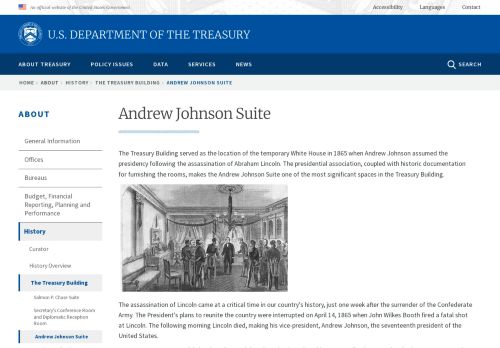 An official website of the United States Government
Accessibility
Languages
Contact
U.S. DEPARTMENT OF THE TREASURY
ABOUT TREASURY
POLICY ISSUES
DATA
SERVICES
NEWS
SEARCH
HOME › ABOUT › HISTORY › THE TREASURY BUILDING › ANDREW JOHNSON SUITE
ABOUT
General Information
Offices
Bureaus
Budget, Financial
Reporting, Planning and
Performance
History
Curator
History Overview
The Treasury Building
Salmon P. Chase Suite
Secretary's Conference Room
and Diplomatic Reception
Room
Andrew Johnson Suite
Andrew Johnson Suite
The Treasury Building served as the location of the temporary White House in 1865 when Andrew Johnson assumed the
presidency following the assassination of Abraham Lincoln. The presidential association, coupled with historic documentation
for furnishing the rooms, makes the Andrew Johnson Suite one of the most significant spaces in the Treasury Building.
The assassination of Lincoln came at a critical time in our country's history, just one week after the surrender of the Confederate
Army. The President's plans to reunite the country were interrupted on April 14, 1865 when John Wilkes Booth fired a fatal shot
at Lincoln. The following morning Lincoln died, making his vice-president, Andrew Johnson, the seventeenth president of the
United States.